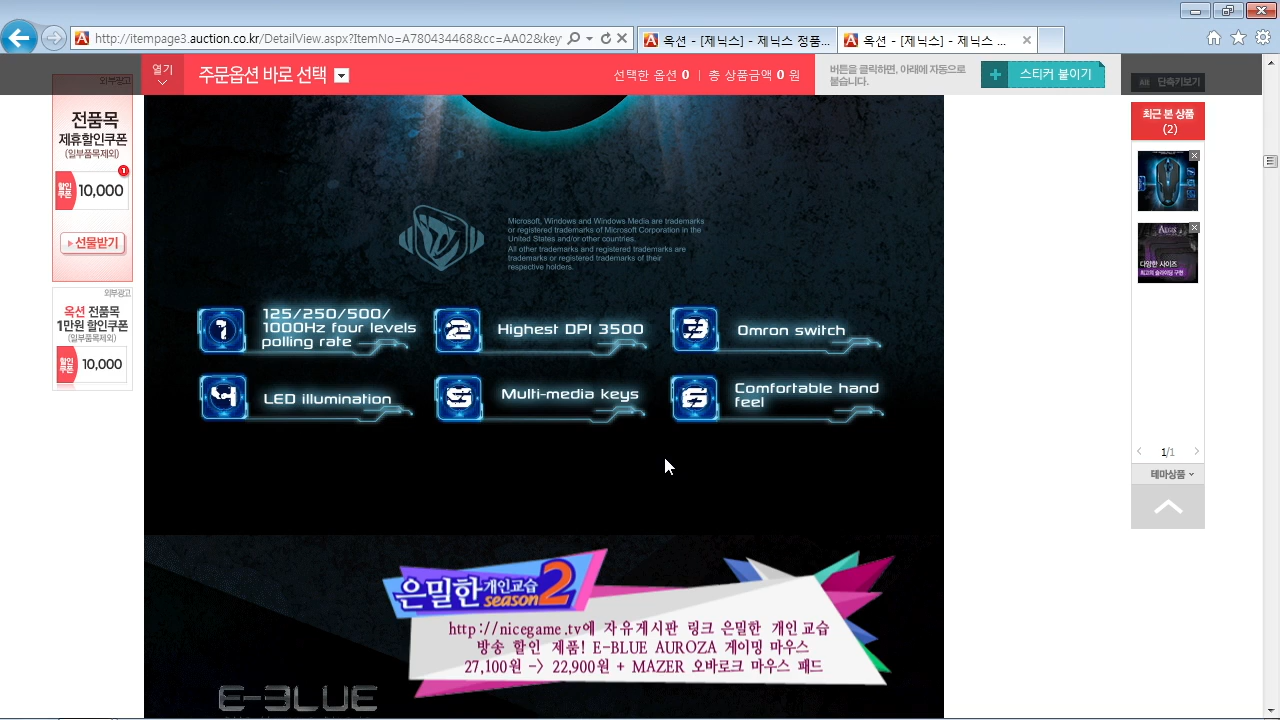 http://itempage3.auction.co.kr/DetailView.aspx?ItemNo=A780434468&cc=AA02&key
옥션 - [제닉스] - 제닉스 정품...
옥션 - [제닉스] - 제닉스 ...
외부광고
열기
주문옵션 바로 선택
선택한 옵션 0 | 총 상품금액 0 원
버튼을 클릭하면, 아래에 자동으로
붙습니다.
스티커 붙이기
Alt 단축키보기
전품목
제휴할인쿠폰
(일부품목제외)
1
할인
쿠폰
10,000
선물받기
외부광고
옥션 전품목
1만원 할인쿠폰
(일부품목제외)
할인
쿠폰
10,000
Microsoft, Windows and Windows Media are trademarks
or registered trademarks of Microsoft Corporation in the
United States and/or other countries.
All other trademarks and registered trademarks are
trademarks or registered trademarks of their
respective holders.
1
125/250/500/
1000Hz four levels
polling rate
2
Highest DPI 3500
3
Omron switch
4
LED illumination
5
Multi-media keys
6
Comfortable hand
feel
최근 본 상품
(2)
AEGIS
다양한 사이즈
최고의 슬라이딩 구현
1/1
테마상품
은밀한 개인교습
season2
http://nicegame.tv에 자유게시판 링크 은밀한 개인교습
방송 할인 제품! E-BLUE AUROZA 게이밍 마우스
27,100원 -> 22,900원 + MAZER 오바로크 마우스 패드
E-BLUE